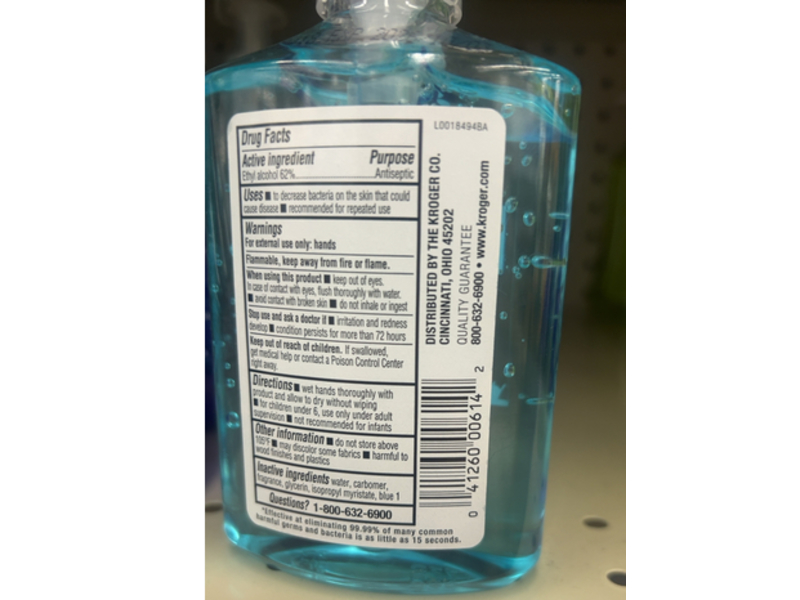 Drug Facts
Active ingredient Purpose
Ethyl alcohol 62% Antiseptic
Uses ■ to decrease bacteria on the skin that could
cause disease ■ recommended for repeated use
Warnings
For external use only: hands
Flammable, keep away from fire or flame.
When using this product ■ keep out of eyes.
In case of contact with eyes, flush thoroughly with water.
■ avoid contact with broken skin ■ do not inhale or ingest
Stop use and ask a doctor if ■ irritation and redness
develop ■ condition persists for more than 72 hours
Keep out of reach of children. If swallowed,
get medical help or contact a Poison Control Center
right away.
Directions ■ wet hands thoroughly with
product and allow to dry without wiping
■ for children under 6, use only under adult
supervision ■ not recommended for infants
Other information ■ do not store above
105°F ■ may discolor some fabrics ■ harmful to
wood finishes and plastics
Inactive ingredients water, carbomer,
fragrance, glycerin, isopropyl myristate, blue 1
Questions? 1-800-632-6900
*Effective at eliminating 99.99% of many common
harmful germs and bacteria is as little as 15 seconds.
L0018494BA
DISTRIBUTED BY THE KROGER CO.
CINCINNATI, OHIO 45202
QUALITY GUARANTEE
800-632-6900 • www.kroger.com
0 41260 00614 2